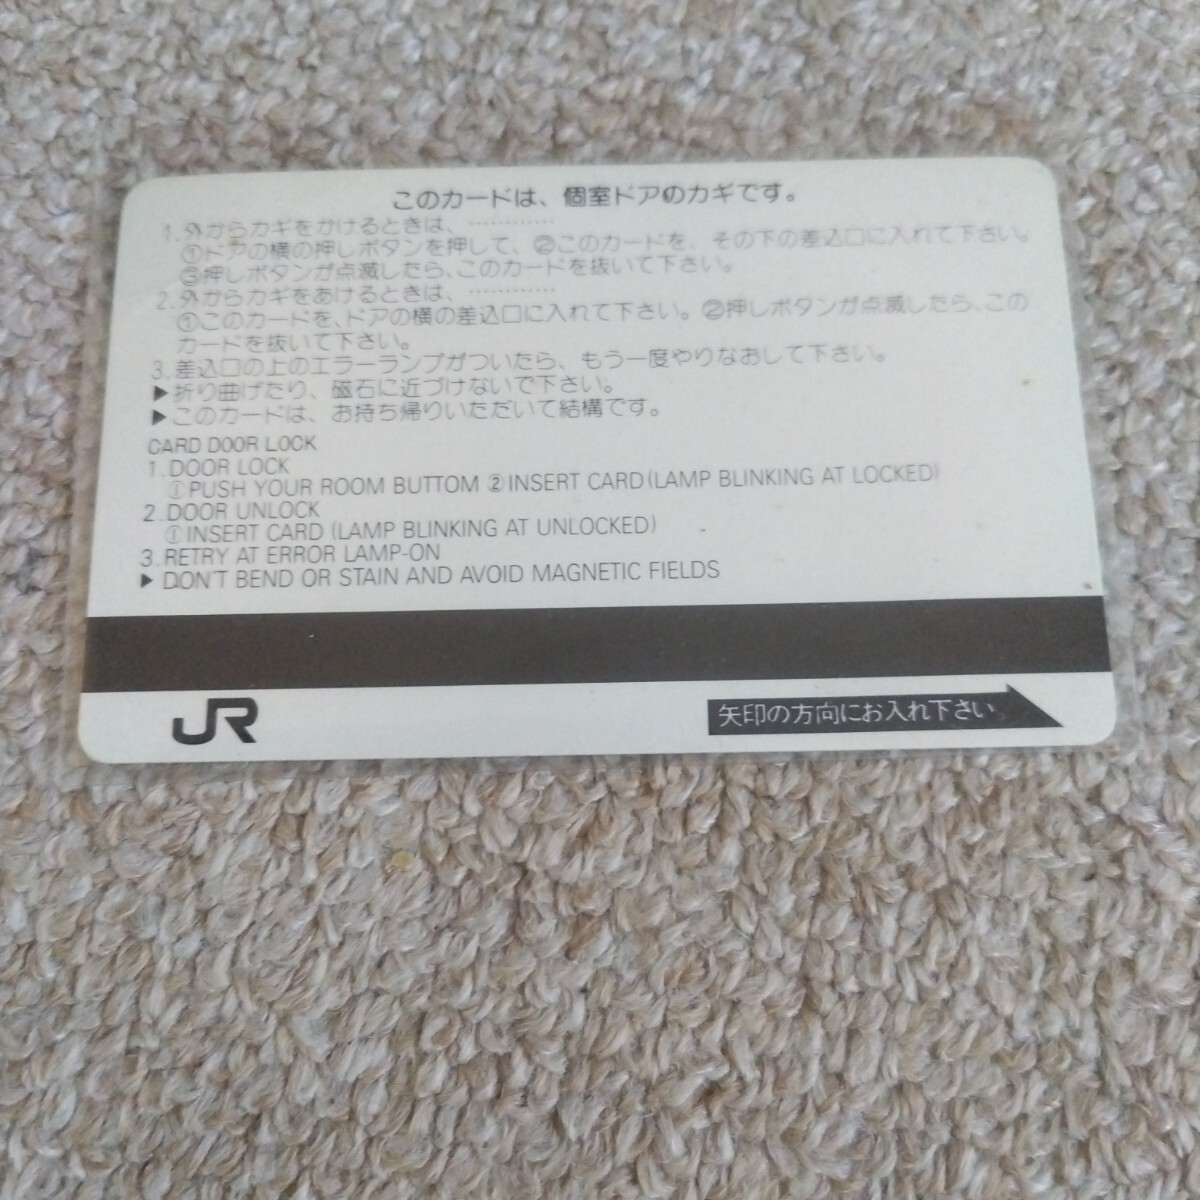 このカードは、個室ドアのカギです。
1.外からカギをかけるときは、…………
①ドアの横の押しボタンを押して、②このカードを、その下の差込口に入れて下さい。
③押しボタンが点滅したら、このカードを抜いて下さい。
2.外からカギをあけるときは、…………
①このカードを、ドアの横の差込口に入れて下さい。②押しボタンが点滅したら、この
カードを抜いて下さい。
3.差込口の上のエラーランプがついたら、もう一度やりなおして下さい。
▶折り曲げたり、磁石に近づけないで下さい。
▶このカードは、お持ち帰りいただいて結構です。
CARD DOOR LOCK
1.DOOR LOCK
①PUSH YOUR ROOM BUTTOM ②INSERT CARD(LAMP BLINKING AT LOCKED)
2.DOOR UNLOCK
①INSERT CARD (LAMP BLINKING AT UNLOCKED)
3.RETRY AT ERROR LAMP-ON
▶ DON'T BEND OR STAIN AND AVOID MAGNETIC FIELDS
JR
矢印の方向にお入れ下さい。